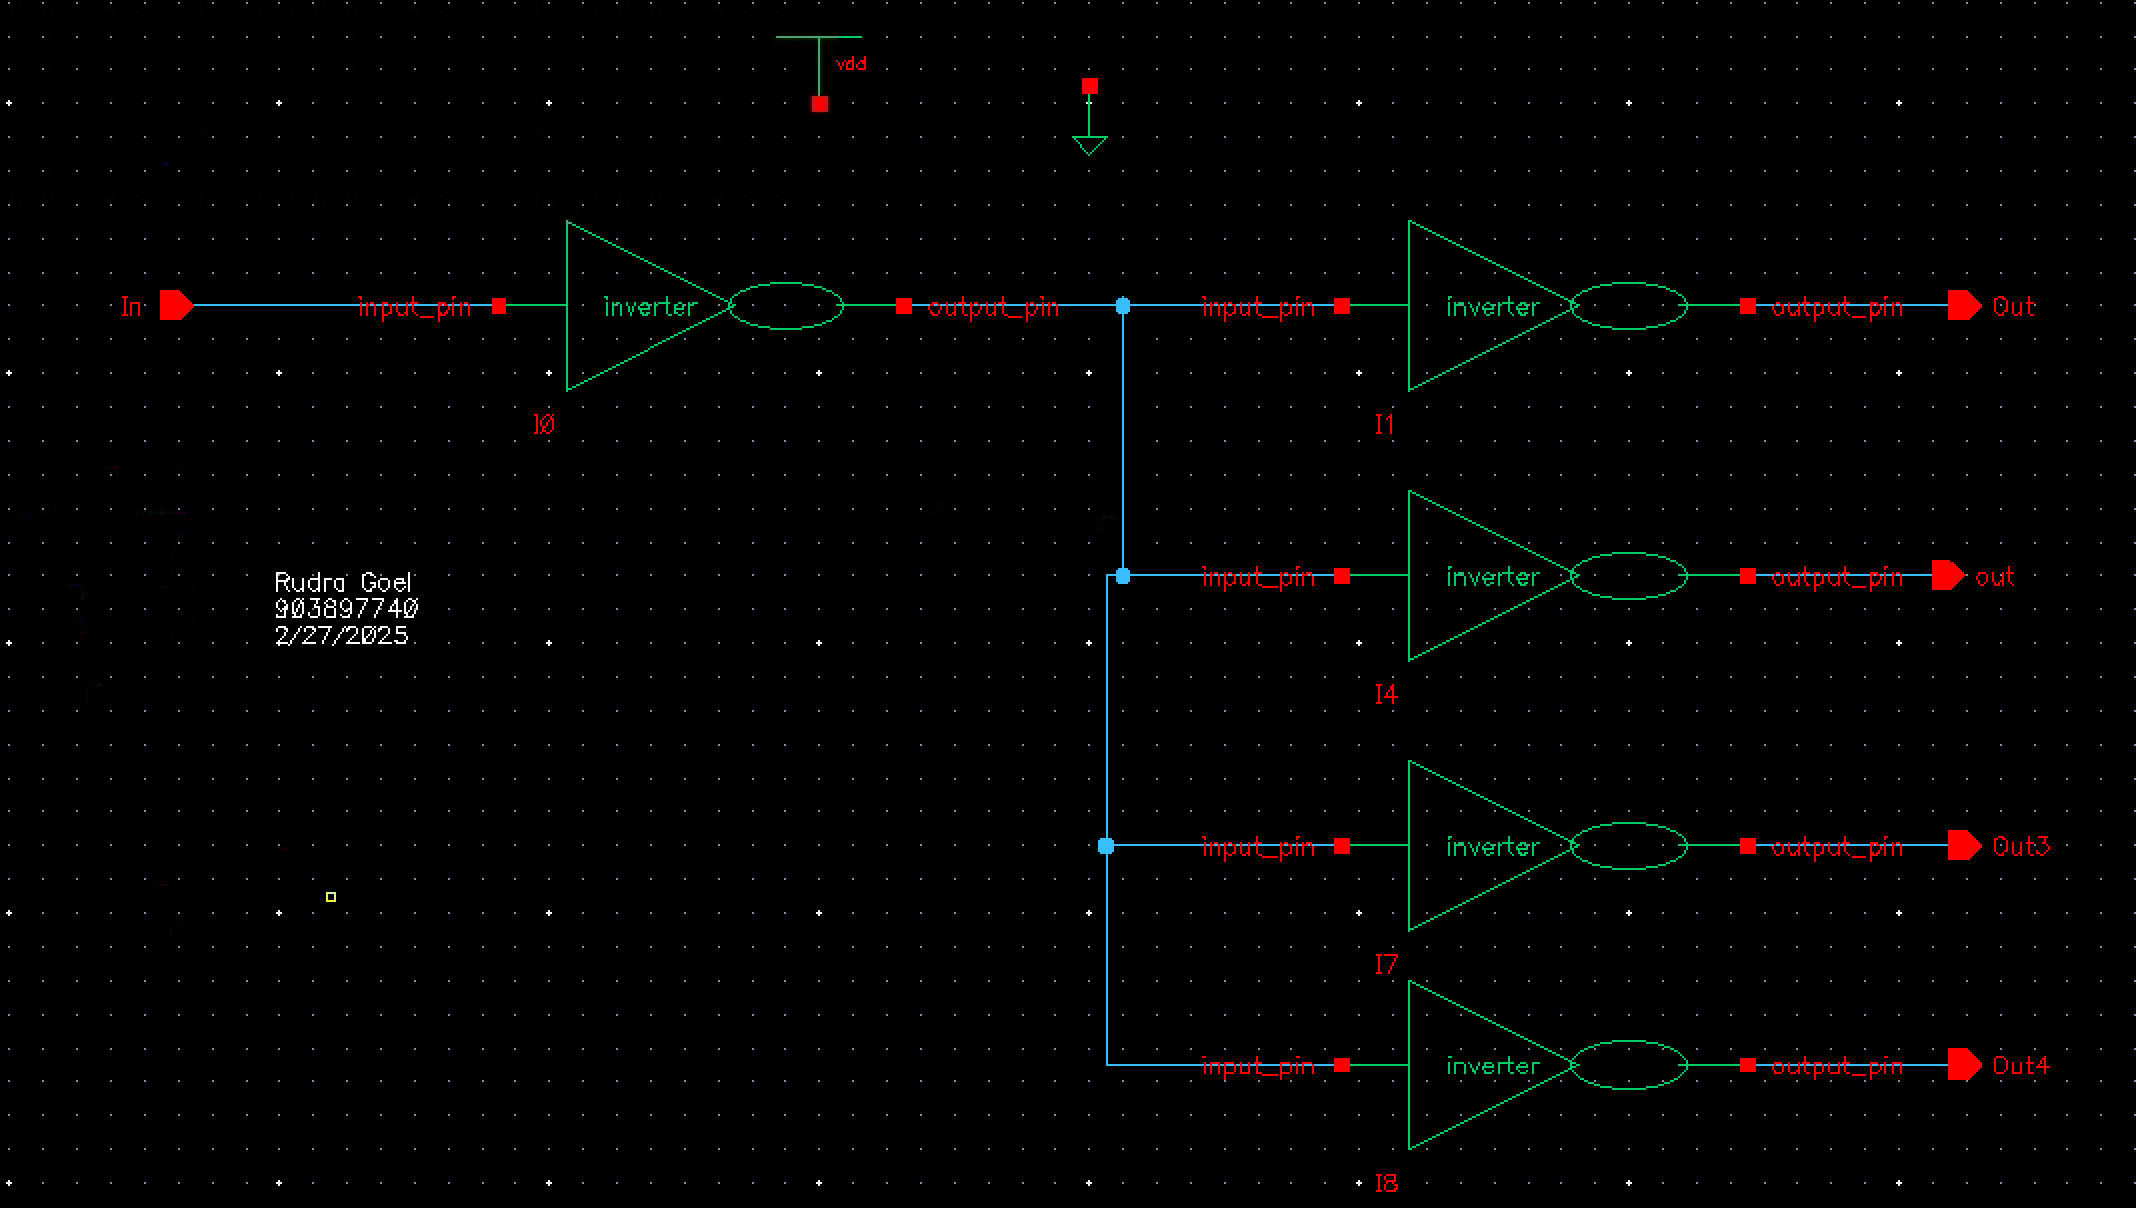 vdd
In input_pin inverter output_pin input_pin inverter output_pin Out
I0 I1
input_pin inverter output_pin out
Rudra Goel
903897740
2/27/2025
I4
input_pin inverter output_pin Out3
I7
input_pin inverter output_pin Out4
I8